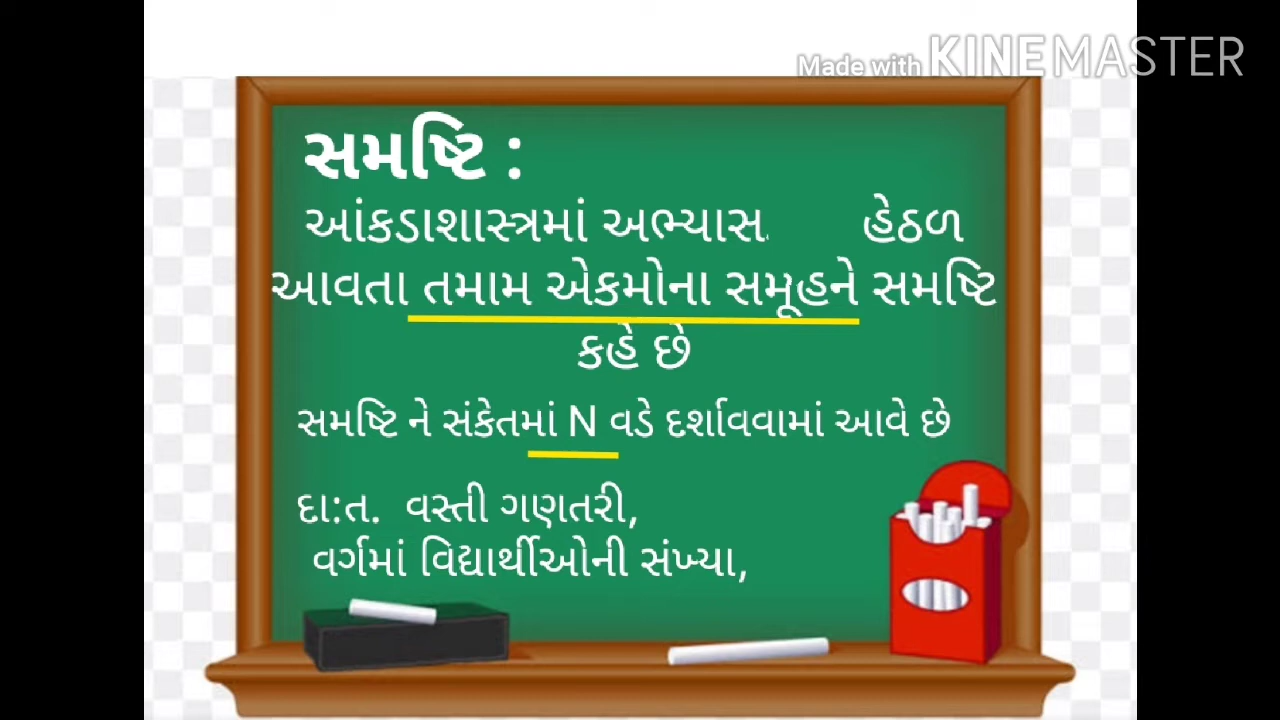 Made with KINEMASTER
સમષ્ટિ :
આંકડાશાસ્ત્રમાં અભ્યાસ હેઠળ
આવતા તમામ એકમોના સમૂહને સમષ્ટિ
કહે છે
સમષ્ટિ ને સંકેતમાં N વડે દર્શાવવામાં આવે છે
દા:ત. વસ્તી ગણતરી,
વર્ગમાં વિદ્યાર્થીઓની સંખ્યા,